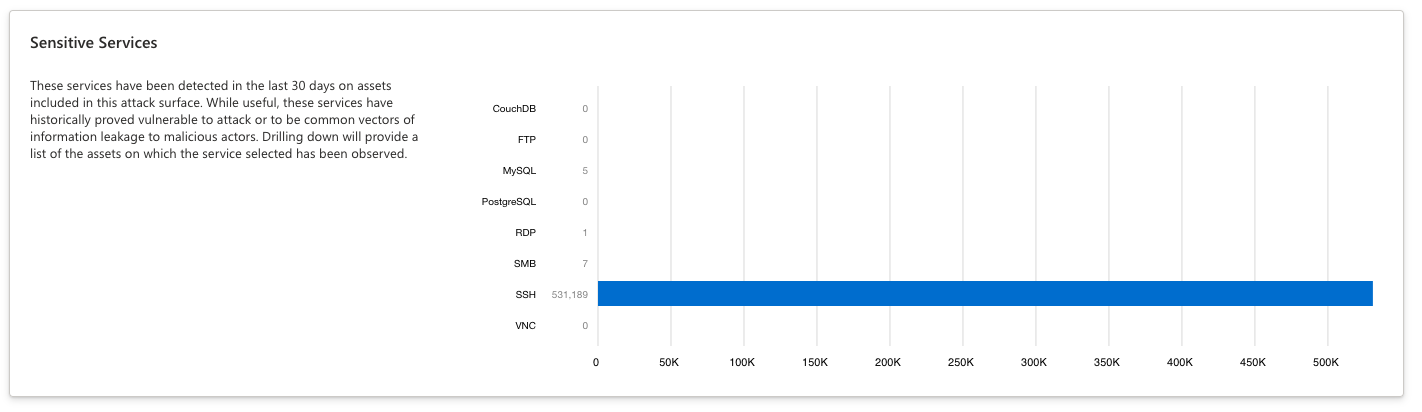 Sensitive Services
These services have been detected in the last 30 days on assets
included in this attack surface. While useful, these services have
historically proved vulnerable to attack or to be common vectors of
information leakage to malicious actors. Drilling down will provide a
list of the assets on which the service selected has been observed.
CouchDB 0
FTP 0
MySQL 5
PostgreSQL 0
RDP 1
SMB 7
SSH 531,189
VNC 0
0 50K 100K 150K 200K 250K 300K 350K 400K 450K 500K